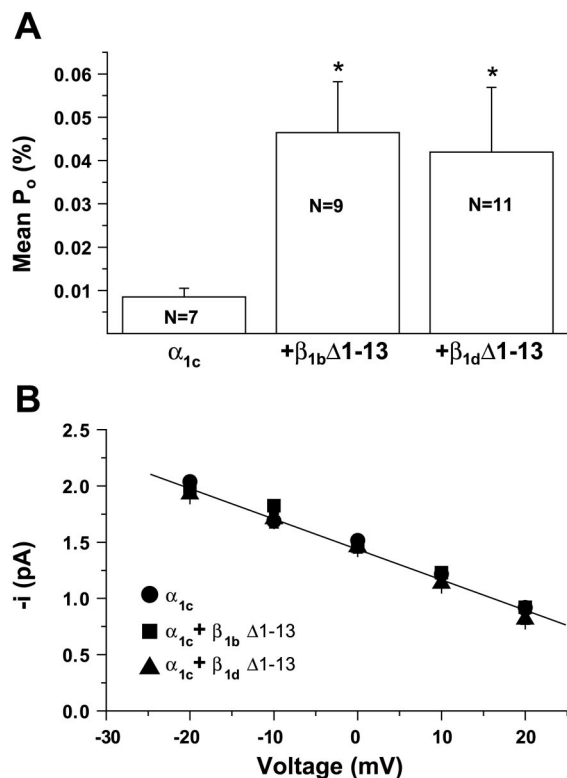 A
Mean Po (%)
0.06
0.05
0.04
0.03
0.02
0.01
*
*
N=7
N=9
N=11
α1c
+β1bΔ1-13
+β1dΔ1-13
B
-i (pA)
2.5
2.0
1.5
1.0
0.5
0.0
α1c
α1c+ β1b Δ1-13
α1c+ β1d Δ1-13
-30 -20 -10 0 10 20
Voltage (mV)